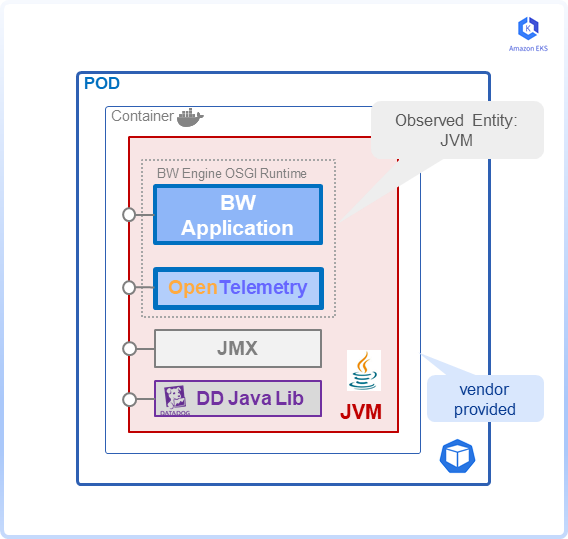 Amazon EKS
POD
Container
Observed Entity:
JVM
BW Engine OSGI Runtime
BW
Application
OpenTelemetry
JMX
DATADOG
DD Java Lib
JVM
vendor
provided